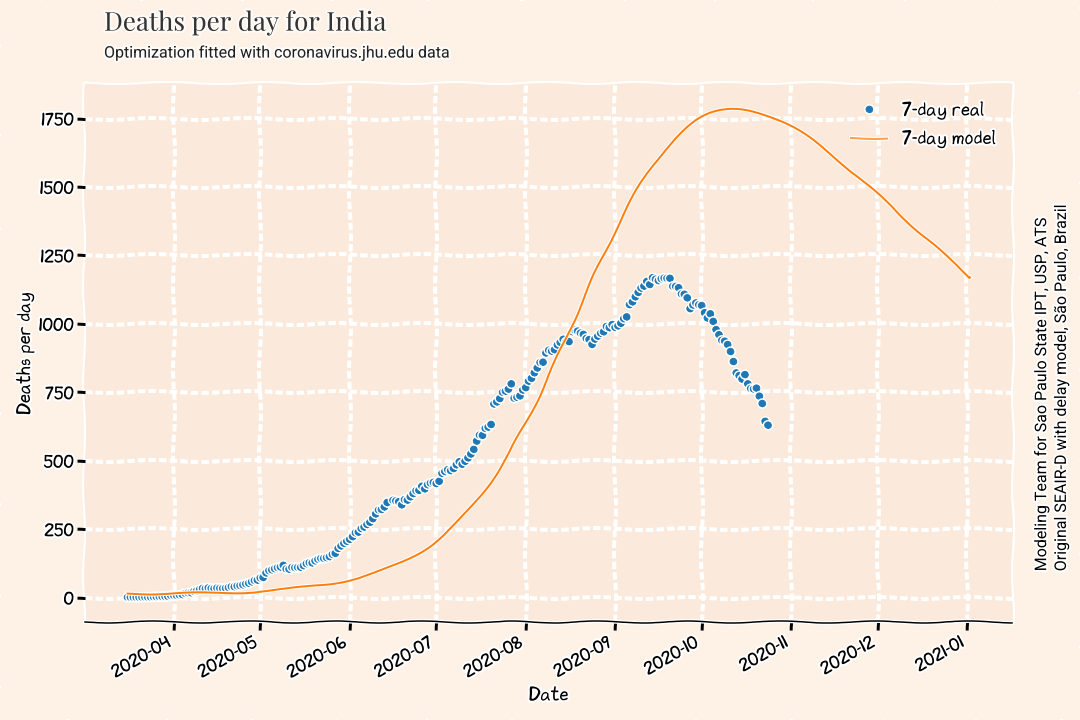 Deaths per day for India
Optimization fitted with coronavirus.jhu.edu data
7-day real
7-day model
1750
1500
1250
1000
750
500
250
0
Deaths per day
2020-04
2020-05
2020-06
2020-07
2020-08
2020-09
2020-10
2020-11
2020-12
2021-01
Date
Modeling Team for Sao Paulo State IPT, USP, ATS
Original SEAIR-D with delay model, São Paulo, Brazil